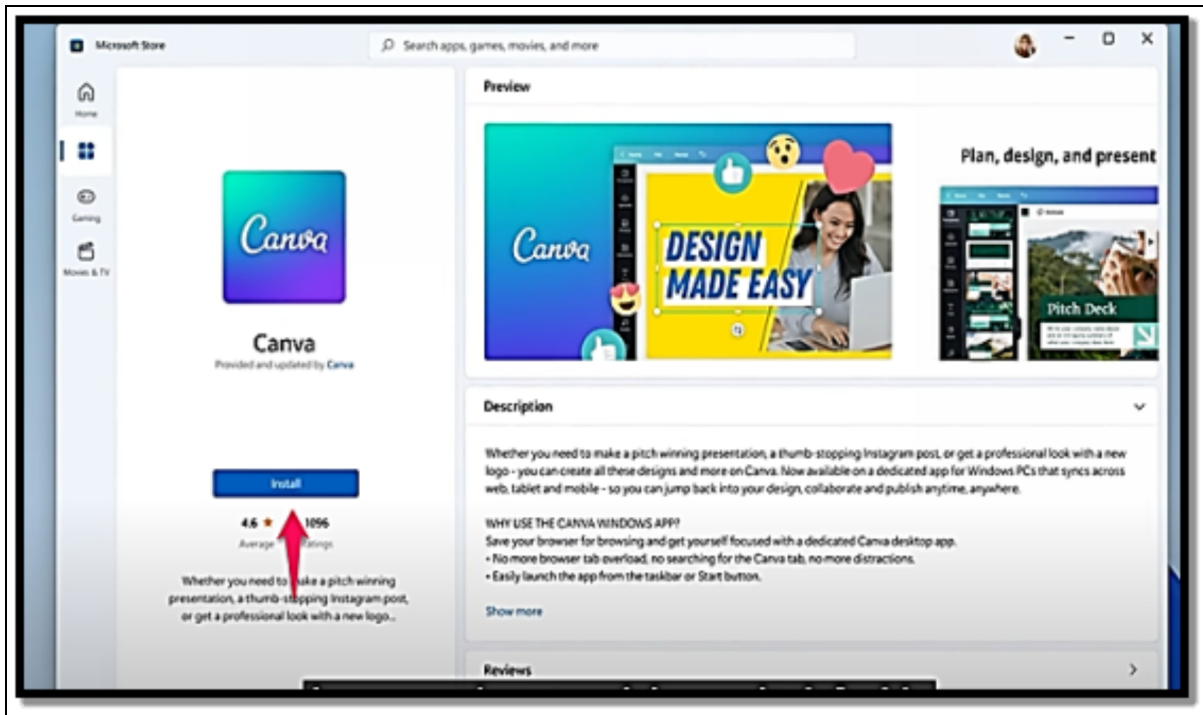 Microsoft Store
Search apps, games, movies, and more
Home
Gaming
Movies & TV
Canva
Canva
Provided and updated by Canva
Install
4.6 ★ 1096
Average Ratings
Whether you need to make a pitch winning
presentation, a thumb-stopping Instagram post,
or get a professional look with a new logo...
Preview
Canva
DESIGN
MADE EASY
Plan, design, and present
Pitch Deck
Description
Whether you need to make a pitch winning presentation, a thumb-stopping Instagram post, or get a professional look with a new
logo - you can create all these designs and more on Canva. Now available on a dedicated app for Windows PCs that syncs across
web, tablet and mobile - so you can jump back into your design, collaborate and publish anytime, anywhere.
WHY USE THE CANVA WINDOWS APP?
Save your browser for browsing and get yourself focused with a dedicated Canva desktop app.
• No more browser tab overload, no searching for the Canva tab, no more distractions.
• Easily launch the app from the taskbar or Start button.
Show more
Reviews